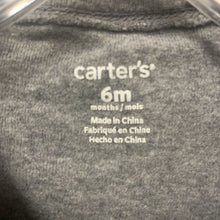 carter's®
6m
months / mois
Made in China
Fabriqué en Chine
Hecho en China